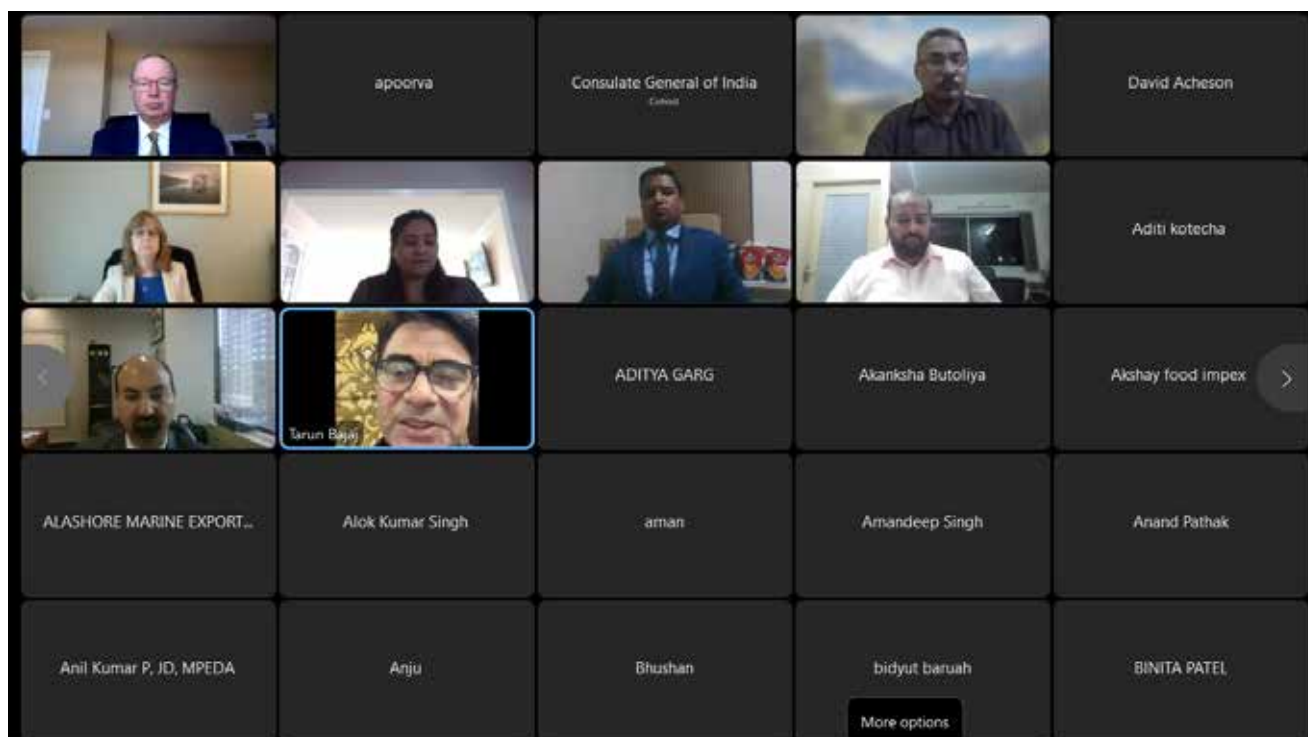 apoorva
Consulate General of India
Cohost
David Acheson
Aditi kotecha
Tarun Bajaj
ADITYA GARG
Akanksha Butoliya
Akshay food impex
ALASHORE MARINE EXPORT...
Alok Kumar Singh
aman
Amandeep Singh
Anand Pathak
Anil Kumar P, JD, MPEDA
Anju
Bhushan
bidyut baruah
BINITA PATEL
More options